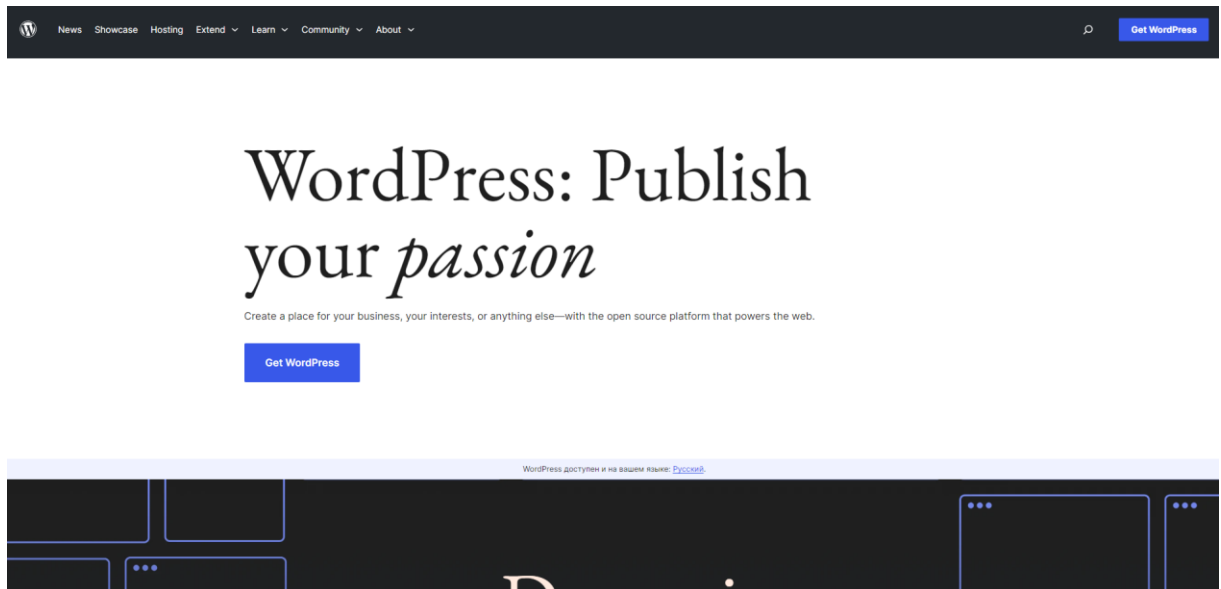 News Showcase Hosting Extend Learn Community About Get WordPress
WordPress: Publish
your passion
Create a place for your business, your interests, or anything else—with the open source platform that powers the web.
Get WordPress
WordPress доступен и на вашем языке: Русский.